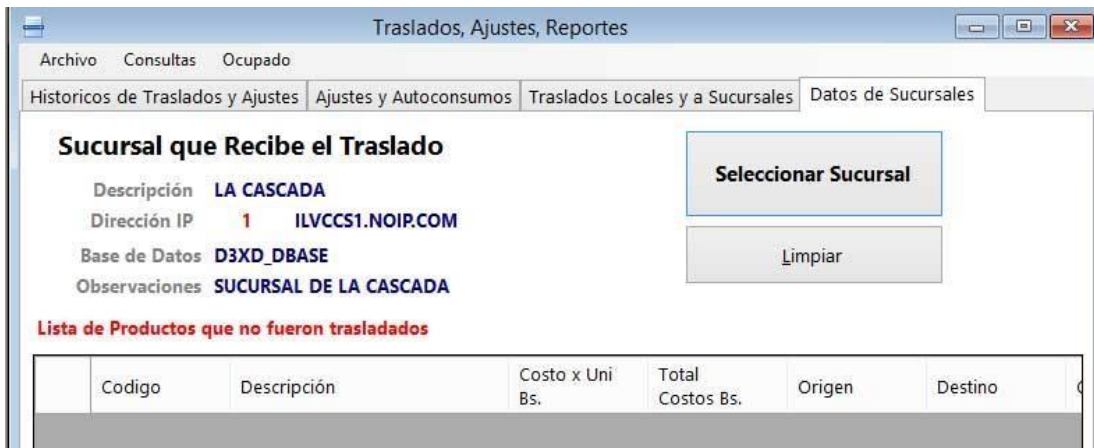 Traslados, Ajustes, Reportes
Archivo Consultas Ocupado
Historicos de Traslados y Ajustes Ajustes y Autoconsumos Traslados Locales y a Sucursales Datos de Sucursales
Sucursal que Recibe el Traslado
Seleccionar Sucursal
Descripción LA CASCADA
Dirección IP 1 ILVCCS1.NOIP.COM
Limpiar
Base de Datos D3XD_DBASE
Observaciones SUCURSAL DE LA CASCADA
Lista de Productos que no fueron trasladados
Codigo Descripción Costo x Uni Bs. Total Costos Bs. Origen Destino